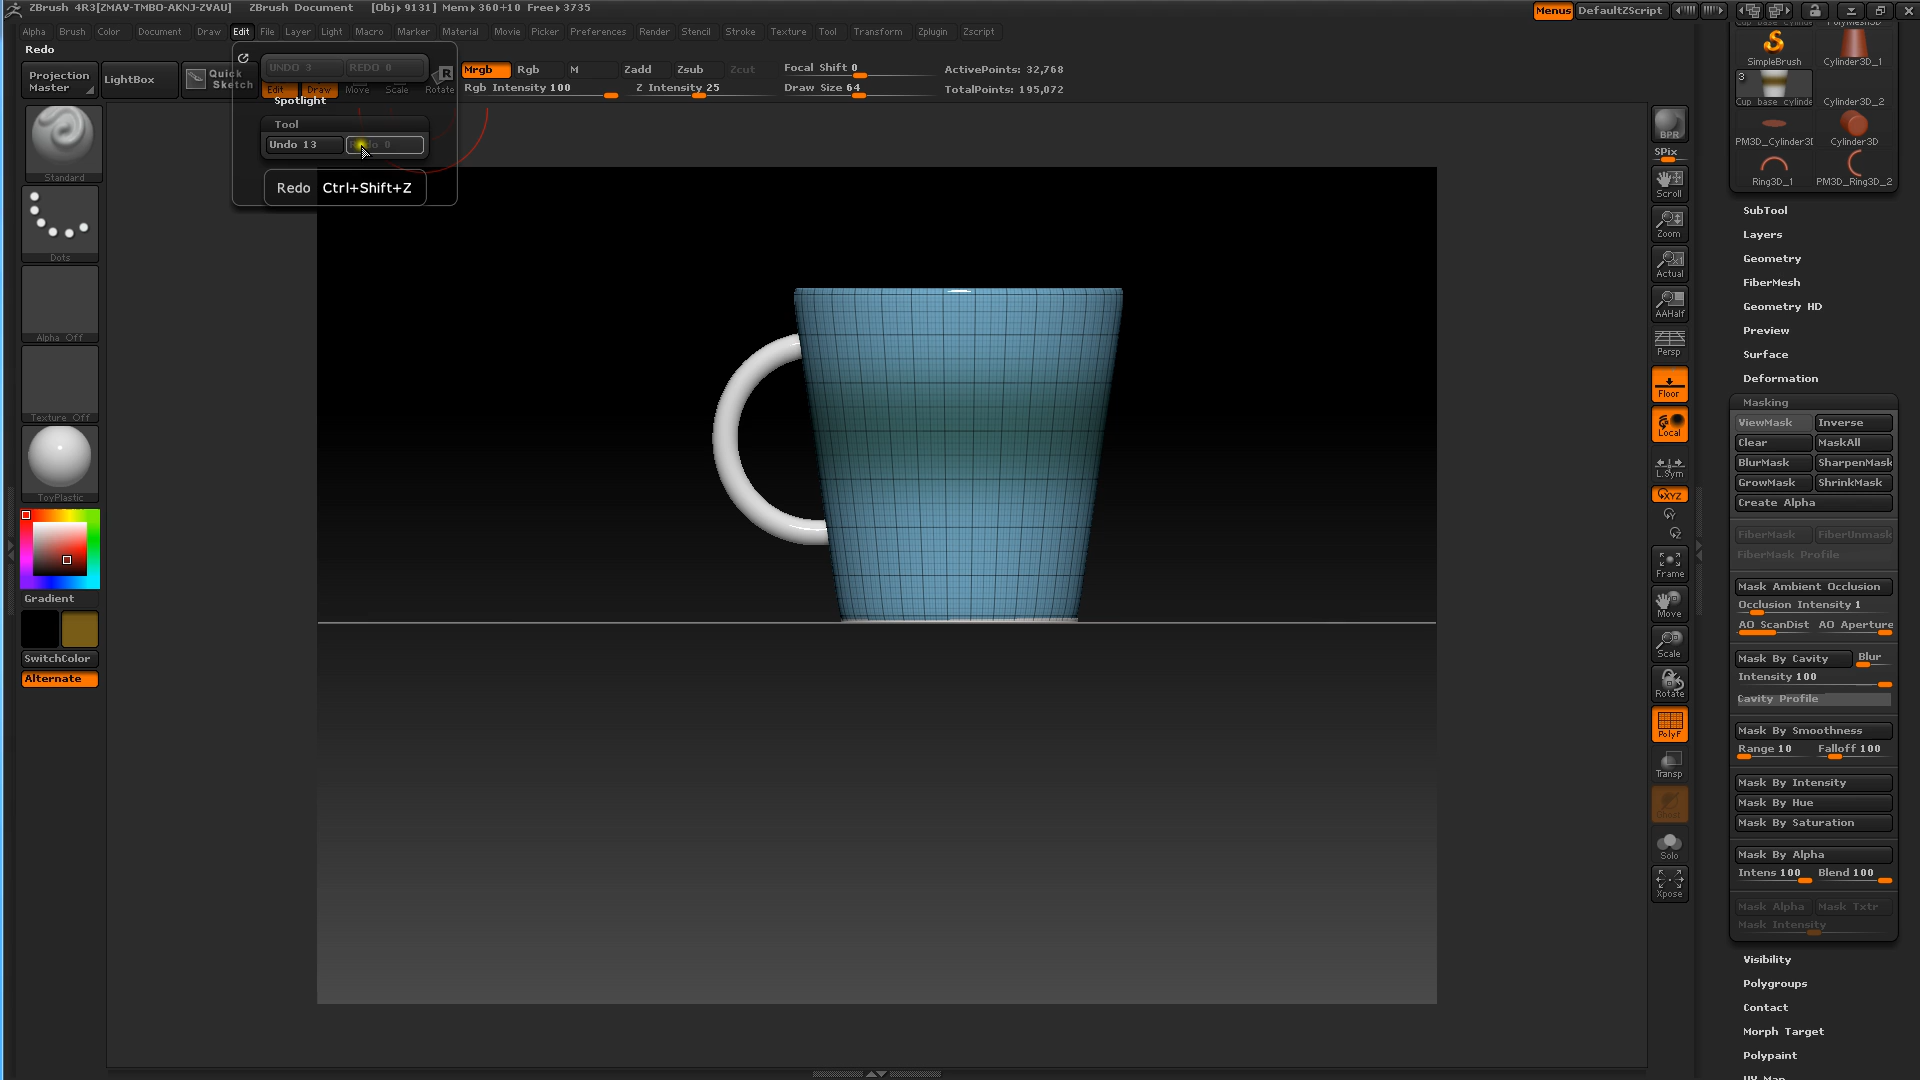 ZBrush 4R3[ZMAV-TMBO-AKNJ-ZVAU] ZBrush Document [Obj▸9131] Mem▸360+10 Free▸3735 Menus DefaultZScript
Alpha Brush Color Document Draw Edit File Layer Light Macro Marker Material Movie Picker Preferences Render Stencil Stroke Texture Tool Transform Zplugin Zscript
Redo
Projection Master
LightBox
Quick Sketch
UNDO 3 REDO 0
Edit Draw Move Scale Rotate
Spotlight
Tool
Undo 13
Redo Ctrl+Shift+Z
Mrgb Rgb M Zadd Zsub Zcut Focal Shift 0 ActivePoints: 32,768
Rgb Intensity 100 Z Intensity 25 Draw Size 64 TotalPoints: 195,072
Standard
Dots
Alpha Off
Texture Off
ToyPlastic
Gradient
SwitchColor
Alternate
BPR
SPix
Scroll
Zoom
Actual
AAHalf
Persp
Floor
Local
L.Sym
XYZ
Frame
Move
Scale
Rotate
PolyF
Transp
Solo
Xpose
SimpleBrush Cylinder3D_1
3
Cup_base_cylinde Cylinder3D_2
PM3D_Cylinder3I Cylinder3D
Ring3D_1 PM3D_Ring3D_2
SubTool
Layers
Geometry
FiberMesh
Geometry HD
Preview
Surface
Deformation
Masking
ViewMask Inverse
Clear MaskAll
BlurMask SharpenMask
GrowMask ShrinkMask
Create Alpha
FiberMask FiberUnmask
FiberMask Profile
Mask Ambient Occlusion
Occlusion Intensity 1
AO ScanDist AO Aperture
Mask By Cavity Blur
Intensity 100
Cavity Profile
Mask By Smoothness
Range 10 Falloff 100
Mask By Intensity
Mask By Hue
Mask By Saturation
Mask By Alpha
Intens 100 Blend 100
Mask Alpha Mask Txtr
Mask Intensity
Visibility
Polygroups
Contact
Morph Target
Polypaint